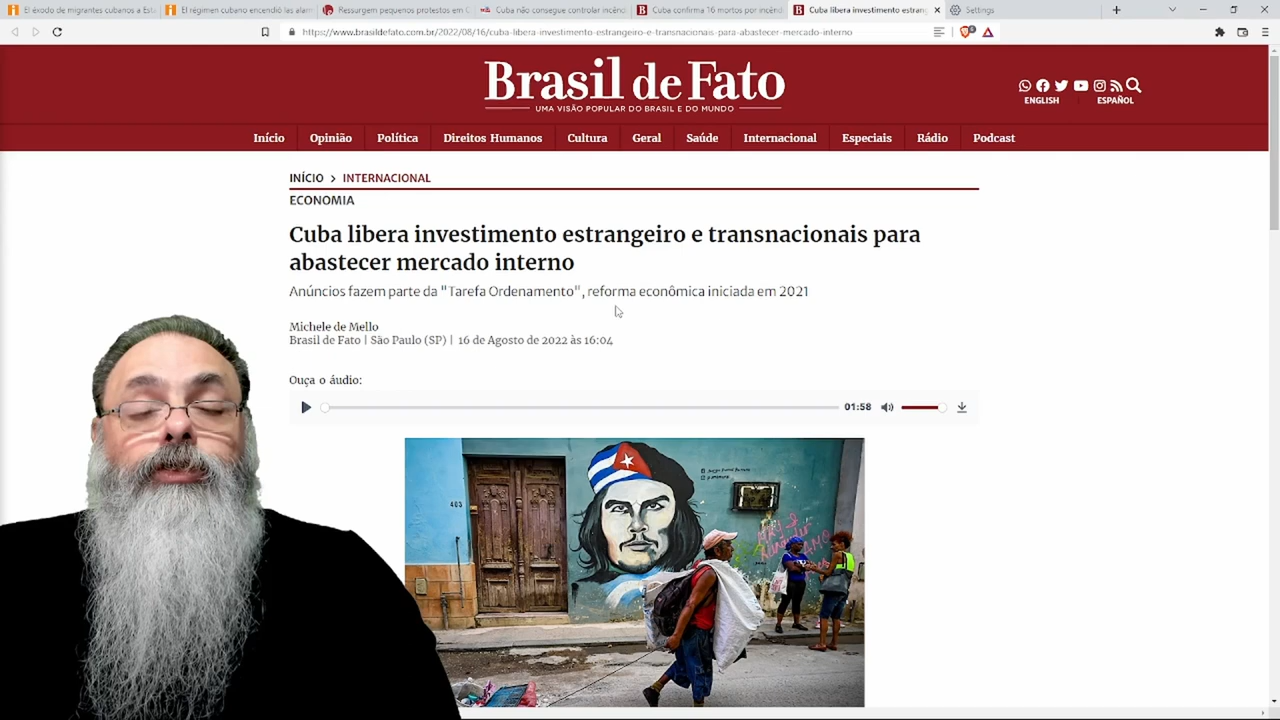 El éxodo de migrantes cubanos a Esta
El régimen cubano encendió las alarm
Ressurgem pequenos protestos em C
Cuba não consegue controlar incênd
Cuba confirma 16 mortos por incênd
Cuba libera investimento estrang
Settings
https://www.brasildefato.com.br/2022/08/16/cuba-libera-investimento-estrangeiro-e-transnacionais-para-abastecer-mercado-interno
Brasil de Fato
UMA VISÃO POPULAR DO BRASIL E DO MUNDO
ENGLISH
ESPAÑOL
Início Opinião Política Direitos Humanos Cultura Geral Saúde Internacional Especiais Rádio Podcast
INÍCIO > INTERNACIONAL
ECONOMIA
Cuba libera investimento estrangeiro e transnacionais para
abastecer mercado interno
Anúncios fazem parte da "Tarefa Ordenamento", reforma econômica iniciada em 2021
Michele de Mello
Brasil de Fato | São Paulo (SP) | 16 de Agosto de 2022 às 16:04
Ouça o áudio:
01:58
463